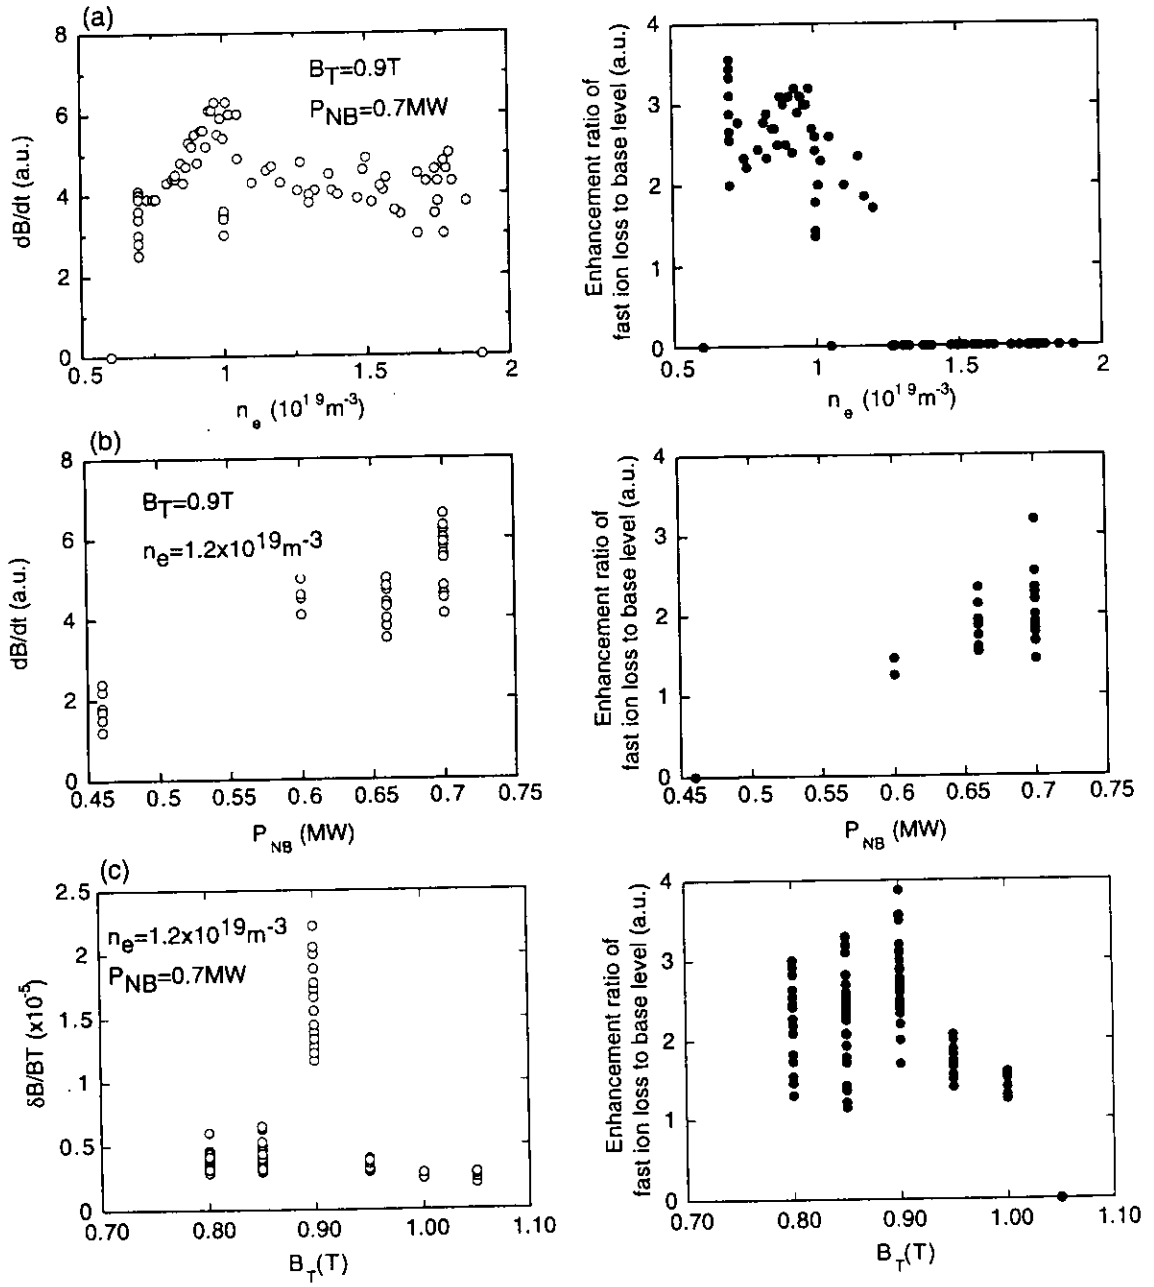 (a)
8
6
4
2
0
dB/dt (a.u.)
B_T=0.9T
P_NB=0.7MW
0.5 1 1.5 2
n_e (10^19 m^-3)
4
3
2
1
0
Enhancement ratio of
fast ion loss to base level (a.u.)
0.5 1 1.5 2
n_e (10^19 m^-3)
(b)
8
6
4
2
0
dB/dt (a.u.)
B_T=0.9T
n_e=1.2x10^19 m^-3
0.45 0.5 0.55 0.6 0.65 0.7 0.75
P_NB (MW)
4
3
2
1
0
Enhancement ratio of
fast ion loss to base level (a.u.)
0.45 0.5 0.55 0.6 0.65 0.7 0.75
P_NB (MW)
(c)
2.5
2
1.5
1
0.5
0
δB/BT (x10^-5)
n_e=1.2x10^19 m-3
P_NB=0.7MW
0.70 0.80 0.90 1.00 1.10
B_T(T)
4
3
2
1
0
Enhancement ratio of
fast ion loss to base level (a.u.)
0.70 0.80 0.90 1.00 1.10
B_T(T)